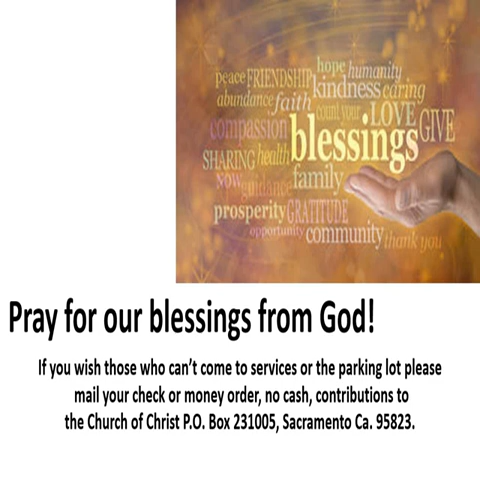 hope humanity
peace FRIENDSHIP kindness caring
abundance faith count your LOVE GIVE
compassion blessings
SHARING health
NOW guidance family
prosperity GRATITUDE
opportunity community thank you
Pray for our blessings from God!
If you wish those who can't come to services or the parking lot please
mail your check or money order, no cash, contributions to
the Church of Christ P.O. Box 231005, Sacramento Ca. 95823.